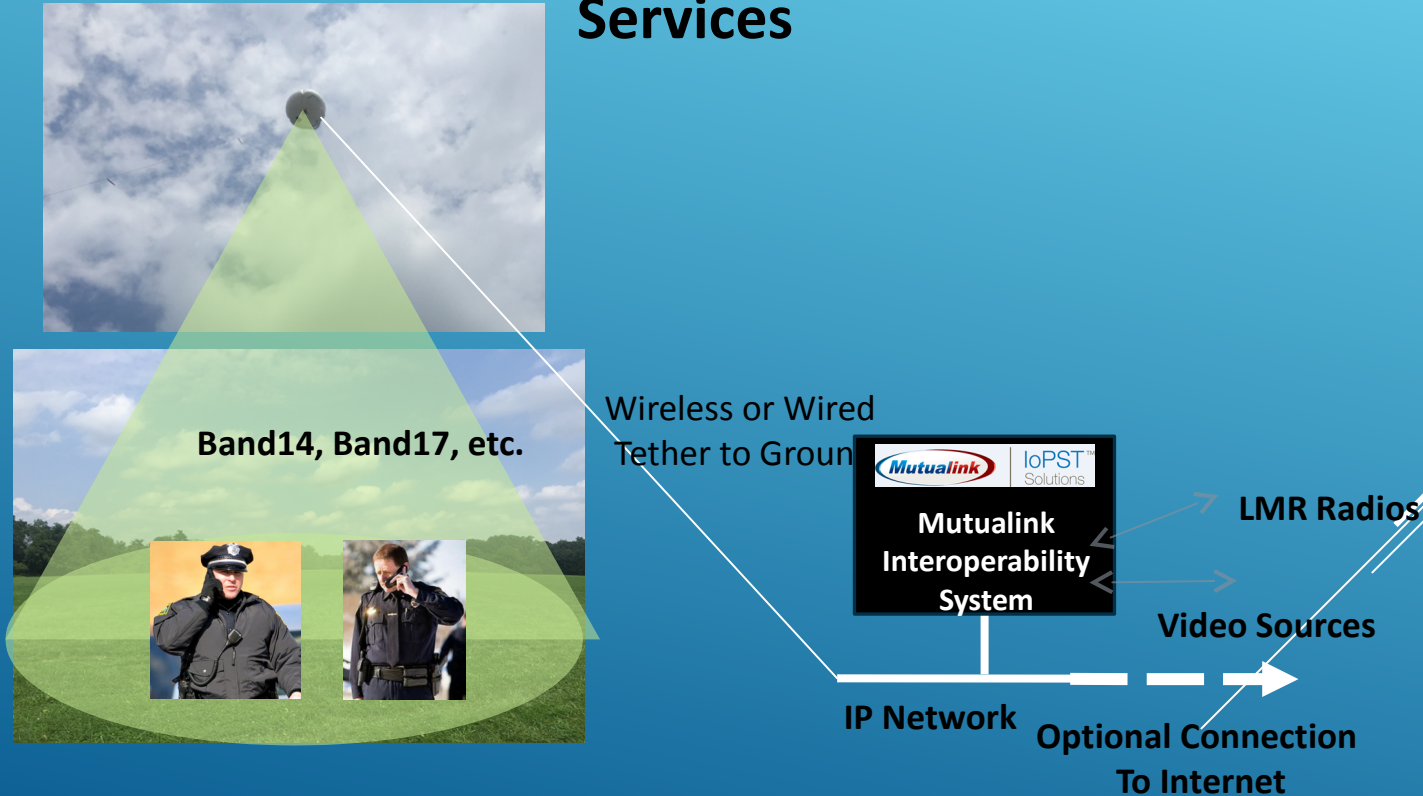 Services
Band14, Band17, etc.
Wireless or Wired
Tether to Groun
Mutualink
IoPST™
Solutions
Mutualink
Interoperability
System
LMR Radios
Video Sources
IP Network
Optional Connection
To Internet